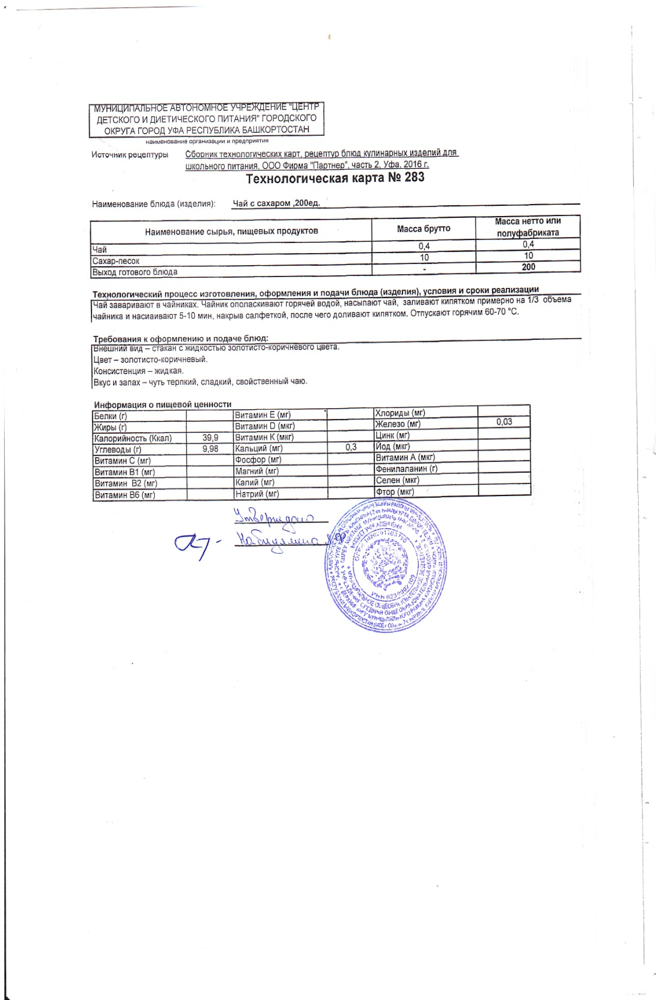 МУНИЦИПАЛЬНОЕ АВТОНОМНОЕ УЧРЕЖДЕНИЕ "ЦЕНТР
ДЕТСКОГО И ДИЕТИЧЕСКОГО ПИТАНИЯ" ГОРОДСКОГО
ОКРУГА ГОРОД УФА РЕСПУБЛИКА БАШКОРТОСТАН
наименование организации и предприятия
Источник рецептуры Сборник технологических карт, рецептур блюд кулинарных изделий для
школьного питания, ООО Фирма "Партнер", часть 2, Уфа, 2016 г.
Технологическая карта № 283
Наименование блюда (изделия): Чай с сахаром ,200ед.
Наименование сырья, пищевых продуктов Масса брутто Масса нетто или полуфабриката
Чай 0,4 0,4
Сахар-песок 10 10
Выход готового блюда - 200
Технологический процесс изготовления, оформления и подачи блюда (изделия), условия и сроки реализации
Чай заваривают в чайниках. Чайник ополаскивают горячей водой, насыпают чай, заливают кипятком примерно на 1/3 объема
чайника и насиаивают 5-10 мин, накрыв салфеткой, после чего доливают кипятком. Отпускают горячим 60-70 °С.
Требования к оформлению и подаче блюд:
Внешний вид – стакан с жидкостью золотисто-коричневого цвета.
Цвет – золотисто-коричневый.
Консистенция – жидкая.
Вкус и запах – чуть терпкий, сладкий, свойственный чаю.
Информация о пищевой ценности
Белки (г) Витамин Е (мг) Хлориды (мг)
Жиры (г) Витамин D (мкг) Железо (мг) 0,03
Калорийность (Ккал) 39,9 Витамин К (мкг) Цинк (мг)
Углеводы (г) 9,98 Кальций (мг) 0,3 Йод (мкг)
Витамин С (мг) Фосфор (мг) Витамин А (мкг)
Витамин В1 (мг) Магний (мг) Фенилаланин (г)
Витамин В2 (мг) Калий (мг) Селен (мкг)
Витамин В6 (мг) Натрий (мг) Фтор (мкг)
Утверждено